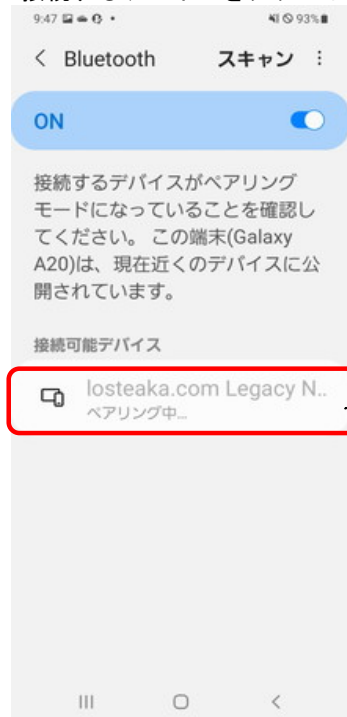 9:47
93%
Bluetooth スキャン
ON
接続するデバイスがペアリング
モードになっていることを確認し
てください。 この端末(Galaxy
A20)は、現在近くのデバイスに公
開されています。
接続可能デバイス
losteaka.com Legacy N..
ペアリング中...